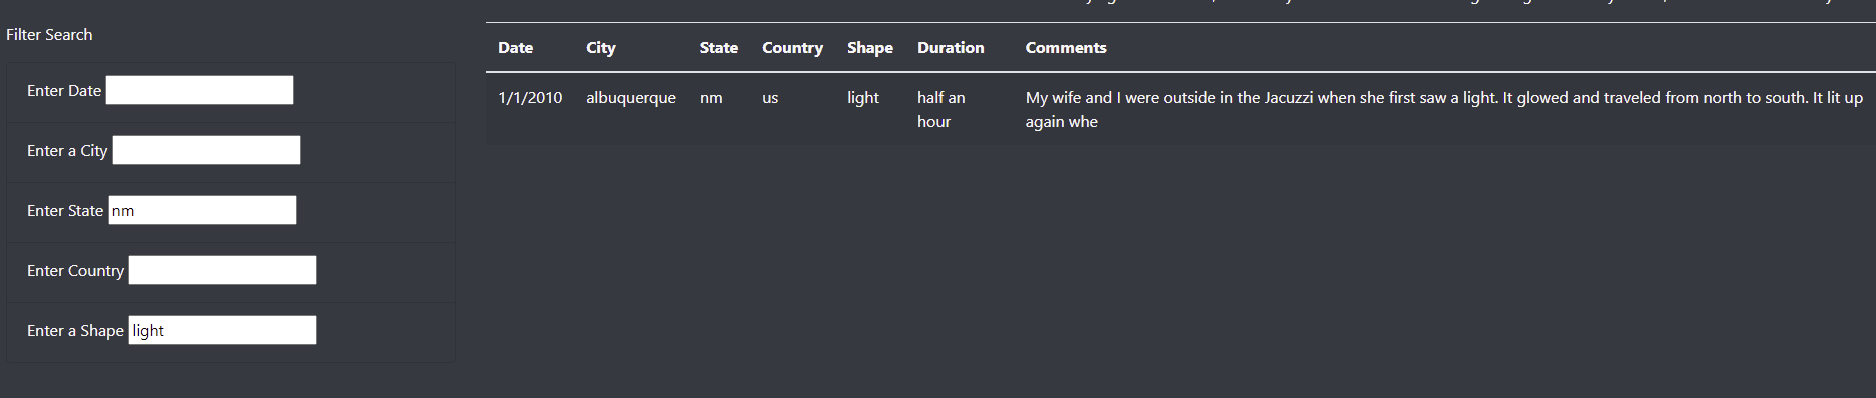 Filter Search
Enter Date
Enter a City
Enter State nm
Enter Country
Enter a Shape light
Date City State Country Shape Duration Comments
1/1/2010 albuquerque nm us light half an hour My wife and I were outside in the Jacuzzi when she first saw a light. It glowed and traveled from north to south. It lit up
again whe